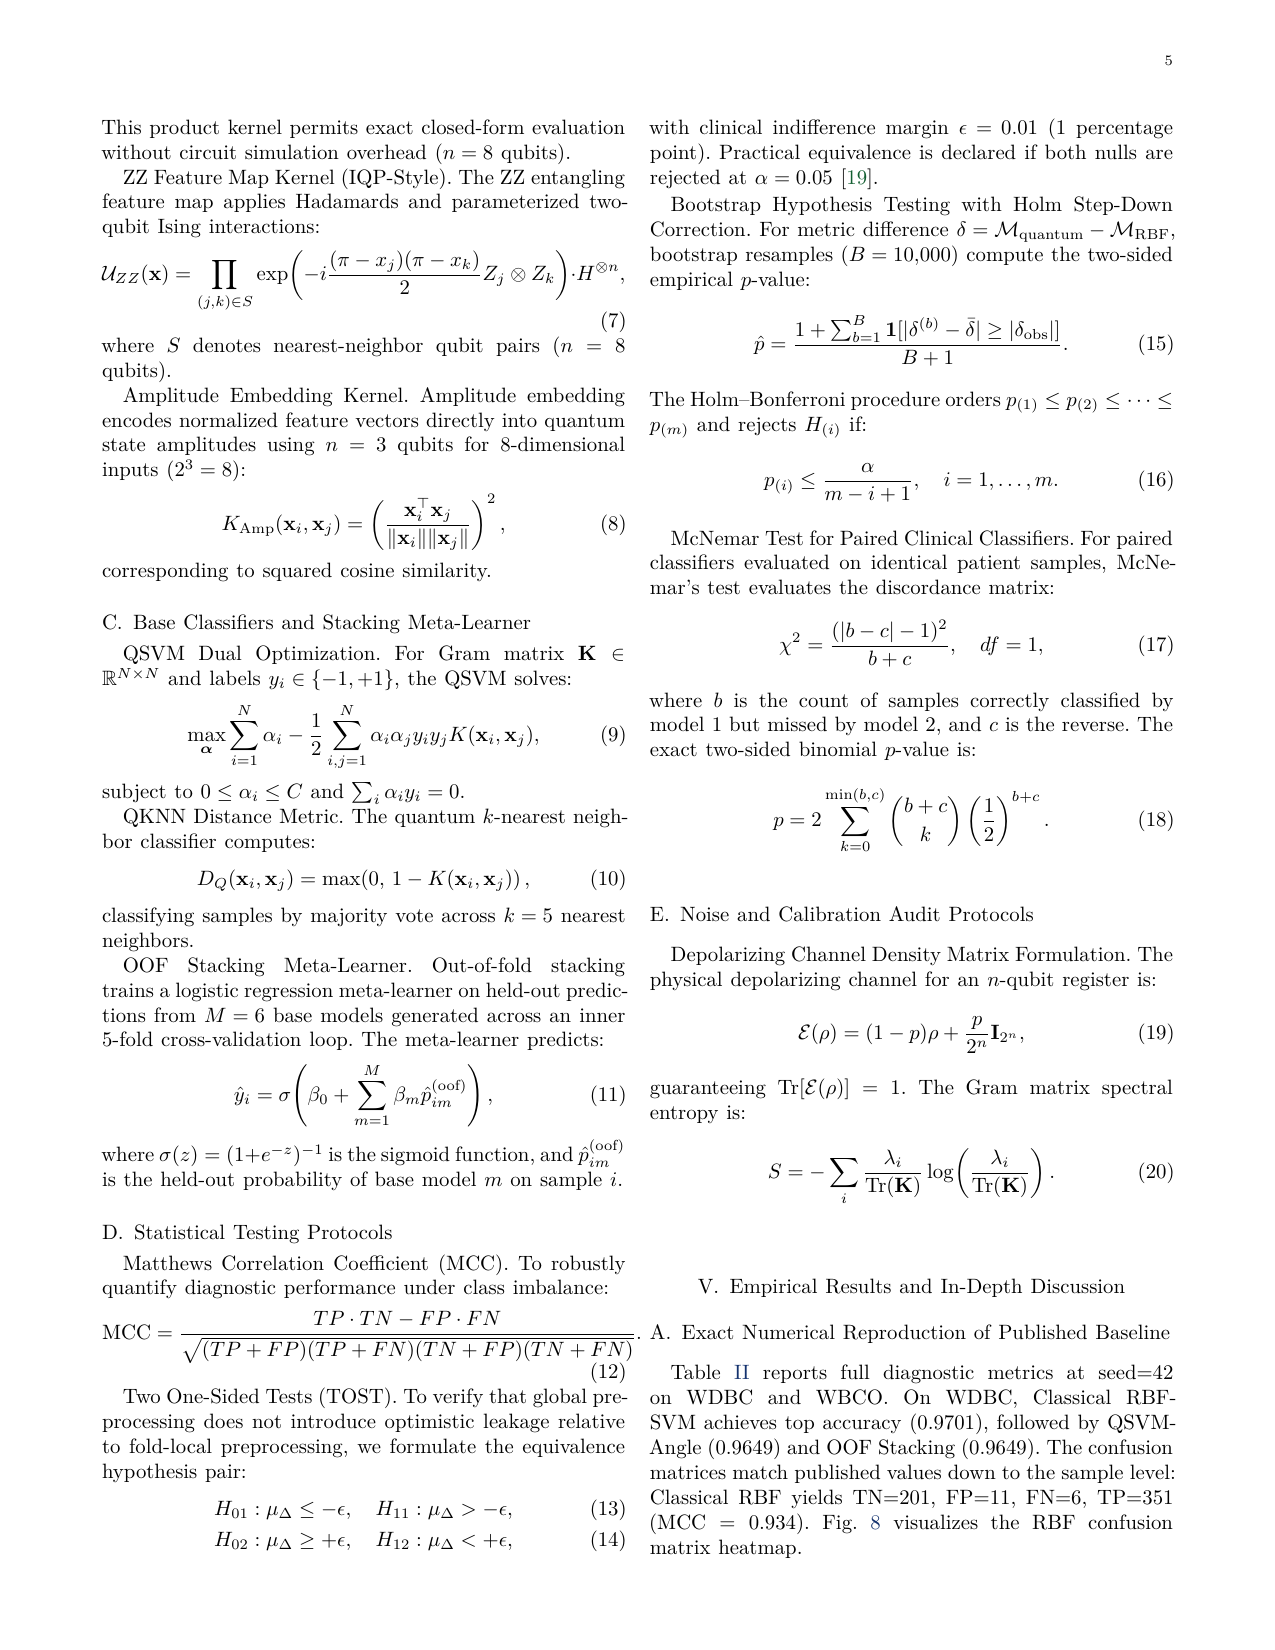 5
This product kernel permits exact closed-form evaluation
without circuit simulation overhead (n = 8 qubits).
ZZ Feature Map Kernel (IQP-Style). The ZZ entangling
feature map applies Hadamards and parameterized two-
qubit Ising interactions:
𝒰_{ZZ}(𝐱) = ∏_{(j,k)∈S} exp(−i (π − x_j)(π − x_k)/2 Z_j ⊗ Z_k)·H^{⊗n},
(7)
where S denotes nearest-neighbor qubit pairs (n = 8
qubits).
Amplitude Embedding Kernel. Amplitude embedding
encodes normalized feature vectors directly into quantum
state amplitudes using n = 3 qubits for 8-dimensional
inputs (2³ = 8):
K_{Amp}(𝐱_i, 𝐱_j) = (𝐱_i^⊤𝐱_j / ‖𝐱_i‖‖𝐱_j‖)², (8)
corresponding to squared cosine similarity.
C. Base Classifiers and Stacking Meta-Learner
QSVM Dual Optimization. For Gram matrix 𝐊 ∈
ℝ^{N×N} and labels y_i ∈ {−1, +1}, the QSVM solves:
max_𝛂 ∑_{i=1}^{N} α_i − 1/2 ∑_{i,j=1}^{N} α_iα_jy_iy_jK(𝐱_i, 𝐱_j), (9)
subject to 0 ≤ α_i ≤ C and ∑_i α_iy_i = 0.
QKNN Distance Metric. The quantum k-nearest neigh-
bor classifier computes:
D_Q(𝐱_i, 𝐱_j) = max(0, 1 − K(𝐱_i, 𝐱_j)), (10)
classifying samples by majority vote across k = 5 nearest
neighbors.
OOF Stacking Meta-Learner. Out-of-fold stacking
trains a logistic regression meta-learner on held-out predic-
tions from M = 6 base models generated across an inner
5-fold cross-validation loop. The meta-learner predicts:
ŷ_i = σ(β_0 + ∑_{m=1}^{M} β_m p̂_{im}^{(oof)}), (11)
where σ(z) = (1+e^{−z})^{−1} is the sigmoid function, and p̂_{im}^{(oof)}
is the held-out probability of base model m on sample i.
D. Statistical Testing Protocols
Matthews Correlation Coefficient (MCC). To robustly
quantify diagnostic performance under class imbalance:
MCC = (TP · TN − FP · FN) / √((TP + FP)(TP + FN)(TN + FP)(TN + FN)).
(12)
Two One-Sided Tests (TOST). To verify that global pre-
processing does not introduce optimistic leakage relative
to fold-local preprocessing, we formulate the equivalence
hypothesis pair:
H_{01} : μ_Δ ≤ −ϵ, H_{11} : μ_Δ > −ϵ, (13)
H_{02} : μ_Δ ≥ +ϵ, H_{12} : μ_Δ < +ϵ, (14)
with clinical indifference margin ϵ = 0.01 (1 percentage
point). Practical equivalence is declared if both nulls are
rejected at α = 0.05 [19].
Bootstrap Hypothesis Testing with Holm Step-Down
Correction. For metric difference δ = ℳ_{quantum} − ℳ_{RBF},
bootstrap resamples (B = 10,000) compute the two-sided
empirical p-value:
p̂ = (1 + ∑_{b=1}^{B} 𝟏[|δ^{(b)} − δ̄| ≥ |δ_{obs}|]) / (B + 1). (15)
The Holm–Bonferroni procedure orders p_{(1)} ≤ p_{(2)} ≤ ··· ≤
p_{(m)} and rejects H_{(i)} if:
p_{(i)} ≤ α / (m − i + 1), i = 1, . . . , m. (16)
McNemar Test for Paired Clinical Classifiers. For paired
classifiers evaluated on identical patient samples, McNe-
mar's test evaluates the discordance matrix:
χ² = (|b − c| − 1)² / (b + c), df = 1, (17)
where b is the count of samples correctly classified by
model 1 but missed by model 2, and c is the reverse. The
exact two-sided binomial p-value is:
p = 2 ∑_{k=0}^{min(b,c)} (b + c k) (1/2)^{b+c}. (18)
E. Noise and Calibration Audit Protocols
Depolarizing Channel Density Matrix Formulation. The
physical depolarizing channel for an n-qubit register is:
ℰ(ρ) = (1 − p)ρ + p/2^n 𝐈_{2^n}, (19)
guaranteeing Tr[ℰ(ρ)] = 1. The Gram matrix spectral
entropy is:
S = − ∑_i λ_i/Tr(𝐊) log(λ_i/Tr(𝐊)). (20)
V. Empirical Results and In-Depth Discussion
A. Exact Numerical Reproduction of Published Baseline
Table II reports full diagnostic metrics at seed=42
on WDBC and WBCO. On WDBC, Classical RBF-
SVM achieves top accuracy (0.9701), followed by QSVM-
Angle (0.9649) and OOF Stacking (0.9649). The confusion
matrices match published values down to the sample level:
Classical RBF yields TN=201, FP=11, FN=6, TP=351
(MCC = 0.934). Fig. 8 visualizes the RBF confusion
matrix heatmap.